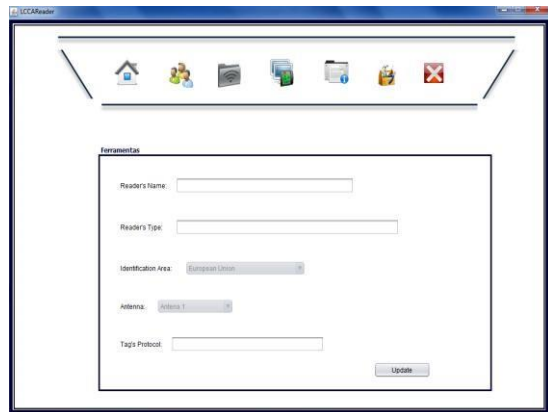 LCCAReader
Ferramentas
Reader's Name:
Reader's Type:
Identification Area: European Union
Antenna: Antena 1
Tag's Protocol:
Update